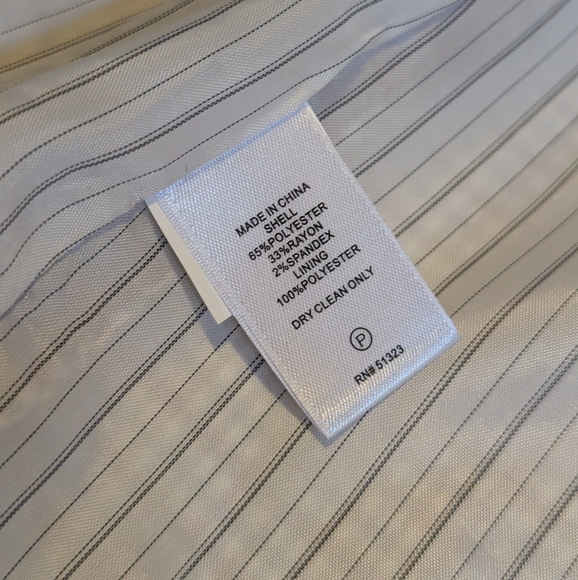 MADE IN CHINA
SHELL
65%POLYESTER
33%RAYON
2%SPANDEX
LINING
100%POLYESTER
DRY CLEAN ONLY
P
RN# 51323